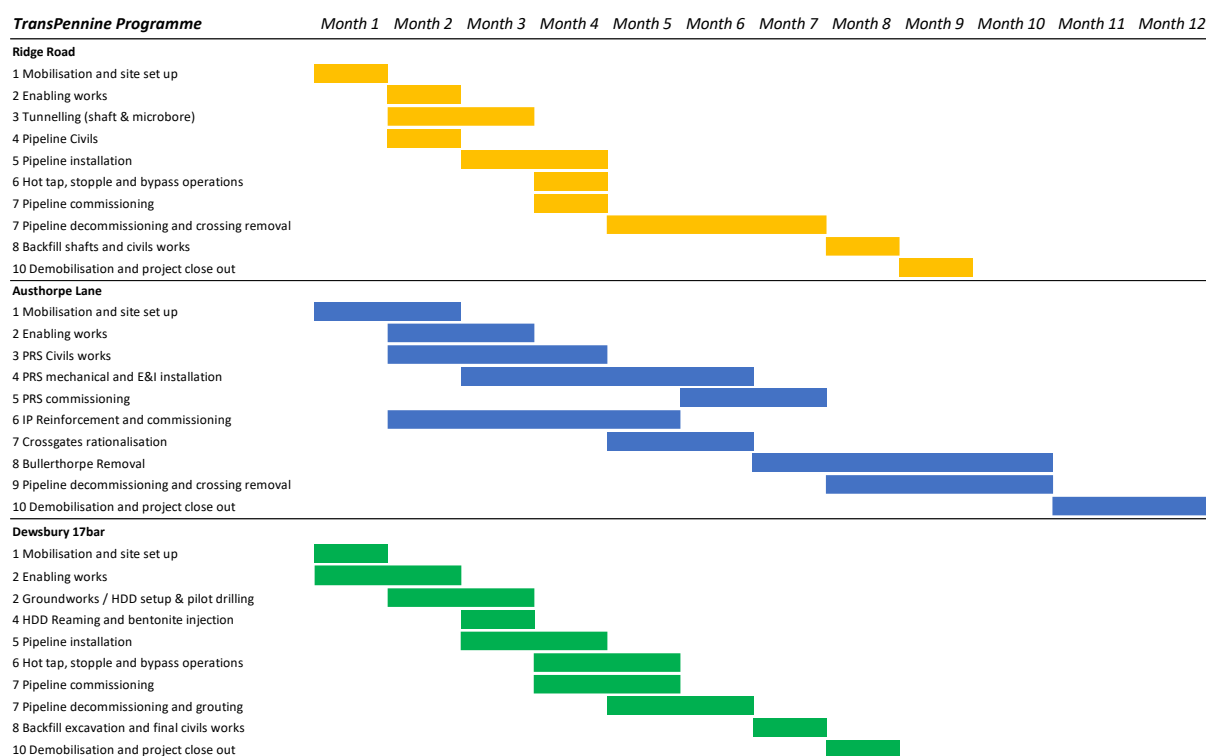 TransPennine Programme Month 1 Month 2 Month 3 Month 4 Month 5 Month 6 Month 7 Month 8 Month 9 Month 10 Month 11 Month 12
Ridge Road
1 Mobilisation and site set up
2 Enabling works
3 Tunnelling (shaft & microbore)
4 Pipeline Civils
5 Pipeline installation
6 Hot tap, stopple and bypass operations
7 Pipeline commissioning
7 Pipeline decommissioning and crossing removal
8 Backfill shafts and civils works
10 Demobilisation and project close out
Austhorpe Lane
1 Mobilisation and site set up
2 Enabling works
3 PRS Civils works
4 PRS mechanical and E&I installation
5 PRS commissioning
6 IP Reinforcement and commissioning
7 Crossgates rationalisation
8 Bullerthorpe Removal
9 Pipeline decommissioning and crossing removal
10 Demobilisation and project close out
Dewsbury 17bar
1 Mobilisation and site set up
2 Enabling works
2 Groundworks / HDD setup & pilot drilling
4 HDD Reaming and bentonite injection
5 Pipeline installation
6 Hot tap, stopple and bypass operations
7 Pipeline commissioning
7 Pipeline decommissioning and grouting
8 Backfill excavation and final civils works
10 Demobilisation and project close out